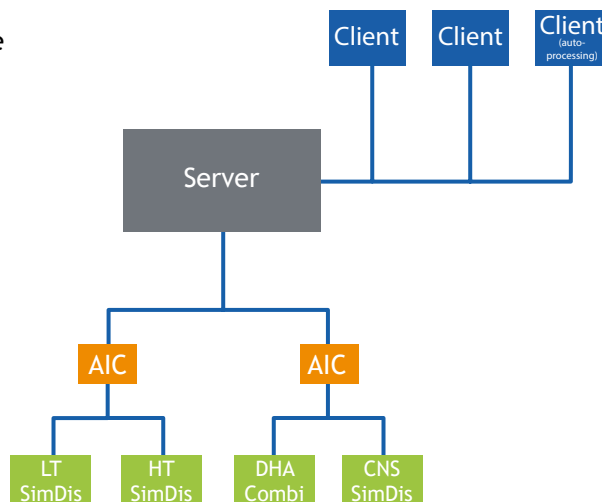 e
Client
Client
Client
(auto-
processing)
Server
AIC
AIC
LT
SimDis
HT
SimDis
DHA
Combi
CNS
SimDis